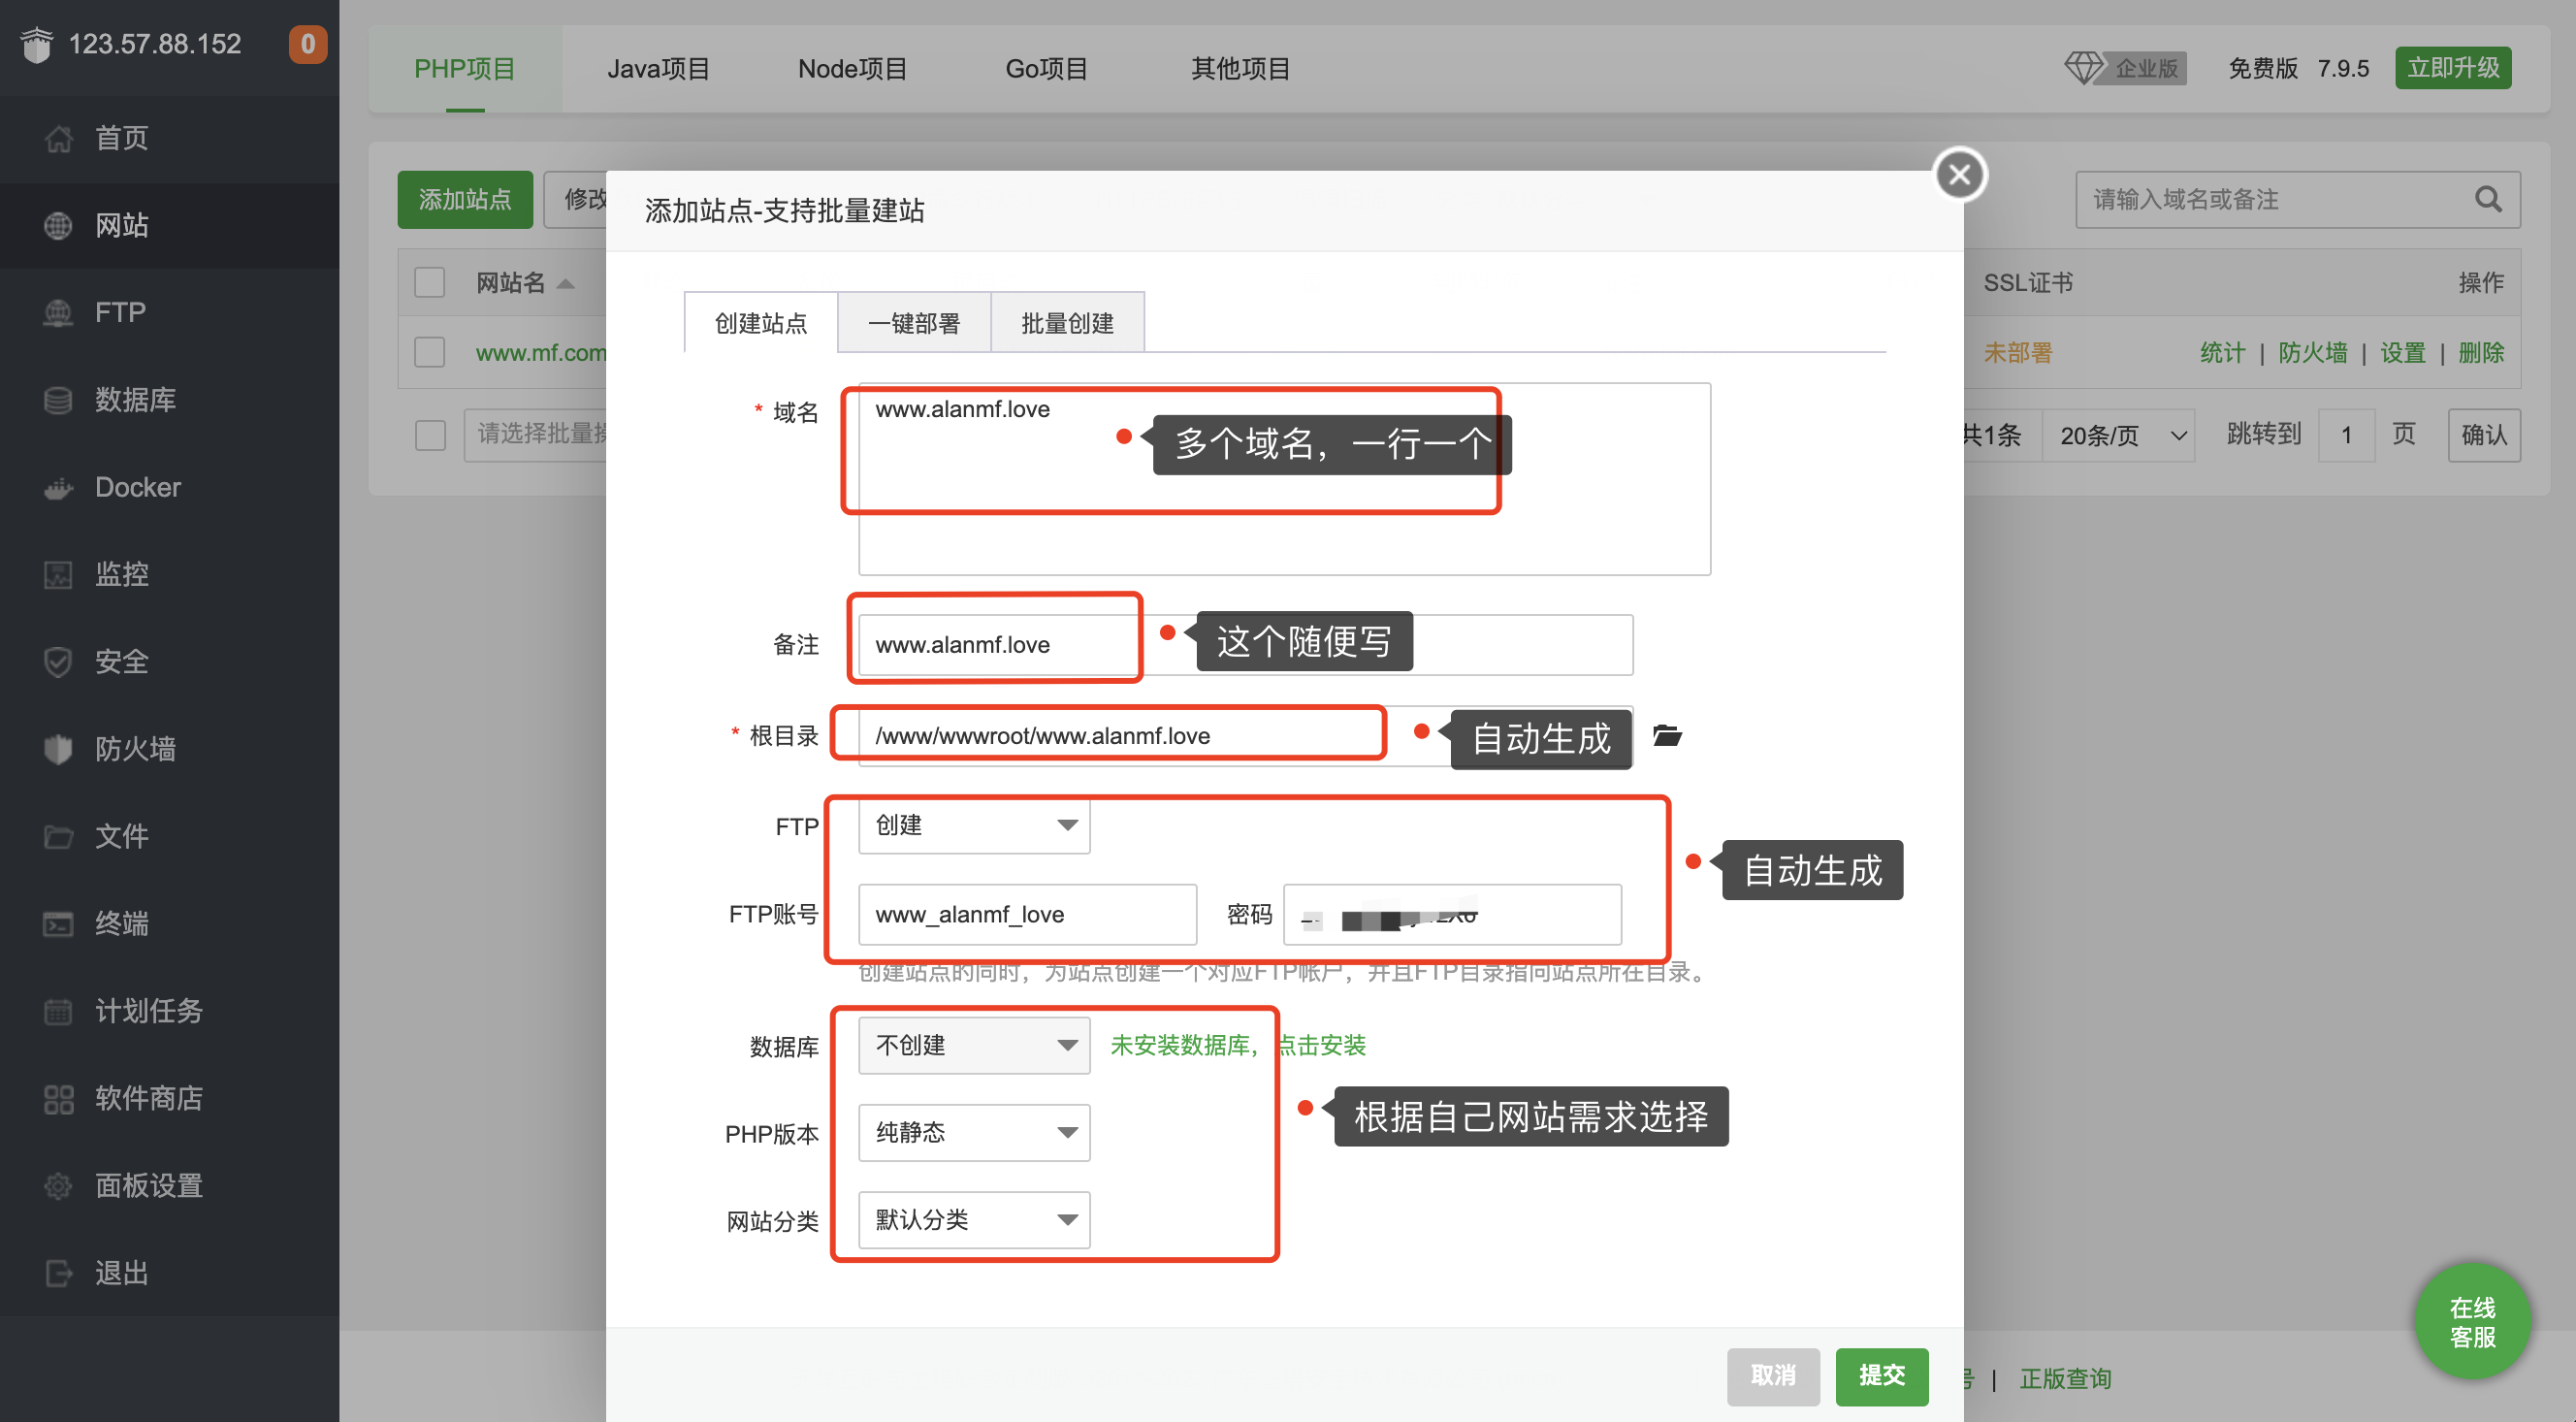 123.57.88.152
0
首页
网站
FTP
数据库
Docker
监控
安全
防火墙
文件
终端
计划任务
软件商店
面板设置
退出
PHP项目
Java项目
Node项目
Go项目
其他项目
企业版
免费版 7.9.5
立即升级
添加站点
修改
请输入域名或备注
网站名
SSL证书
操作
www.mf.com
未部署
统计 | 防火墙 | 设置 | 删除
请选择批量
共1条
20条/页
跳转到
1
页
确认
添加站点-支持批量建站
创建站点
一键部署
批量创建
* 域名
www.alanmf.love
多个域名，一行一个
备注
www.alanmf.love
这个随便写
* 根目录
/www/wwwroot/www.alanmf.love
自动生成
FTP
创建
自动生成
FTP账号
www_alanmf_love
密码
创建站点的同时，为站点创建一个对应FTP帐户，并且FTP目录指向站点所在目录。
数据库
不创建
未安装数据库，点击安装
根据自己网站需求选择
PHP版本
纯静态
网站分类
默认分类
取消
提交
| 正版查询
在线
客服